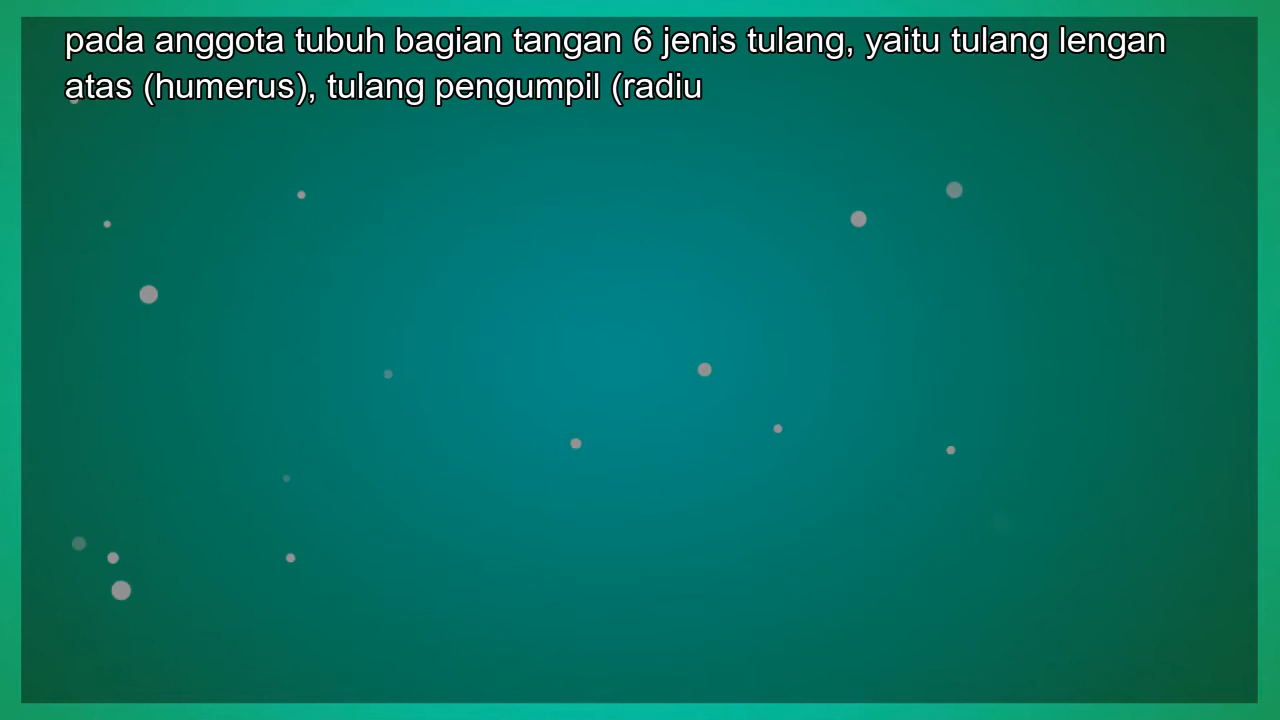 pada anggota tubuh bagian tangan 6 jenis tulang, yaitu tulang lengan
atas (humerus), tulang pengumpil (radiu